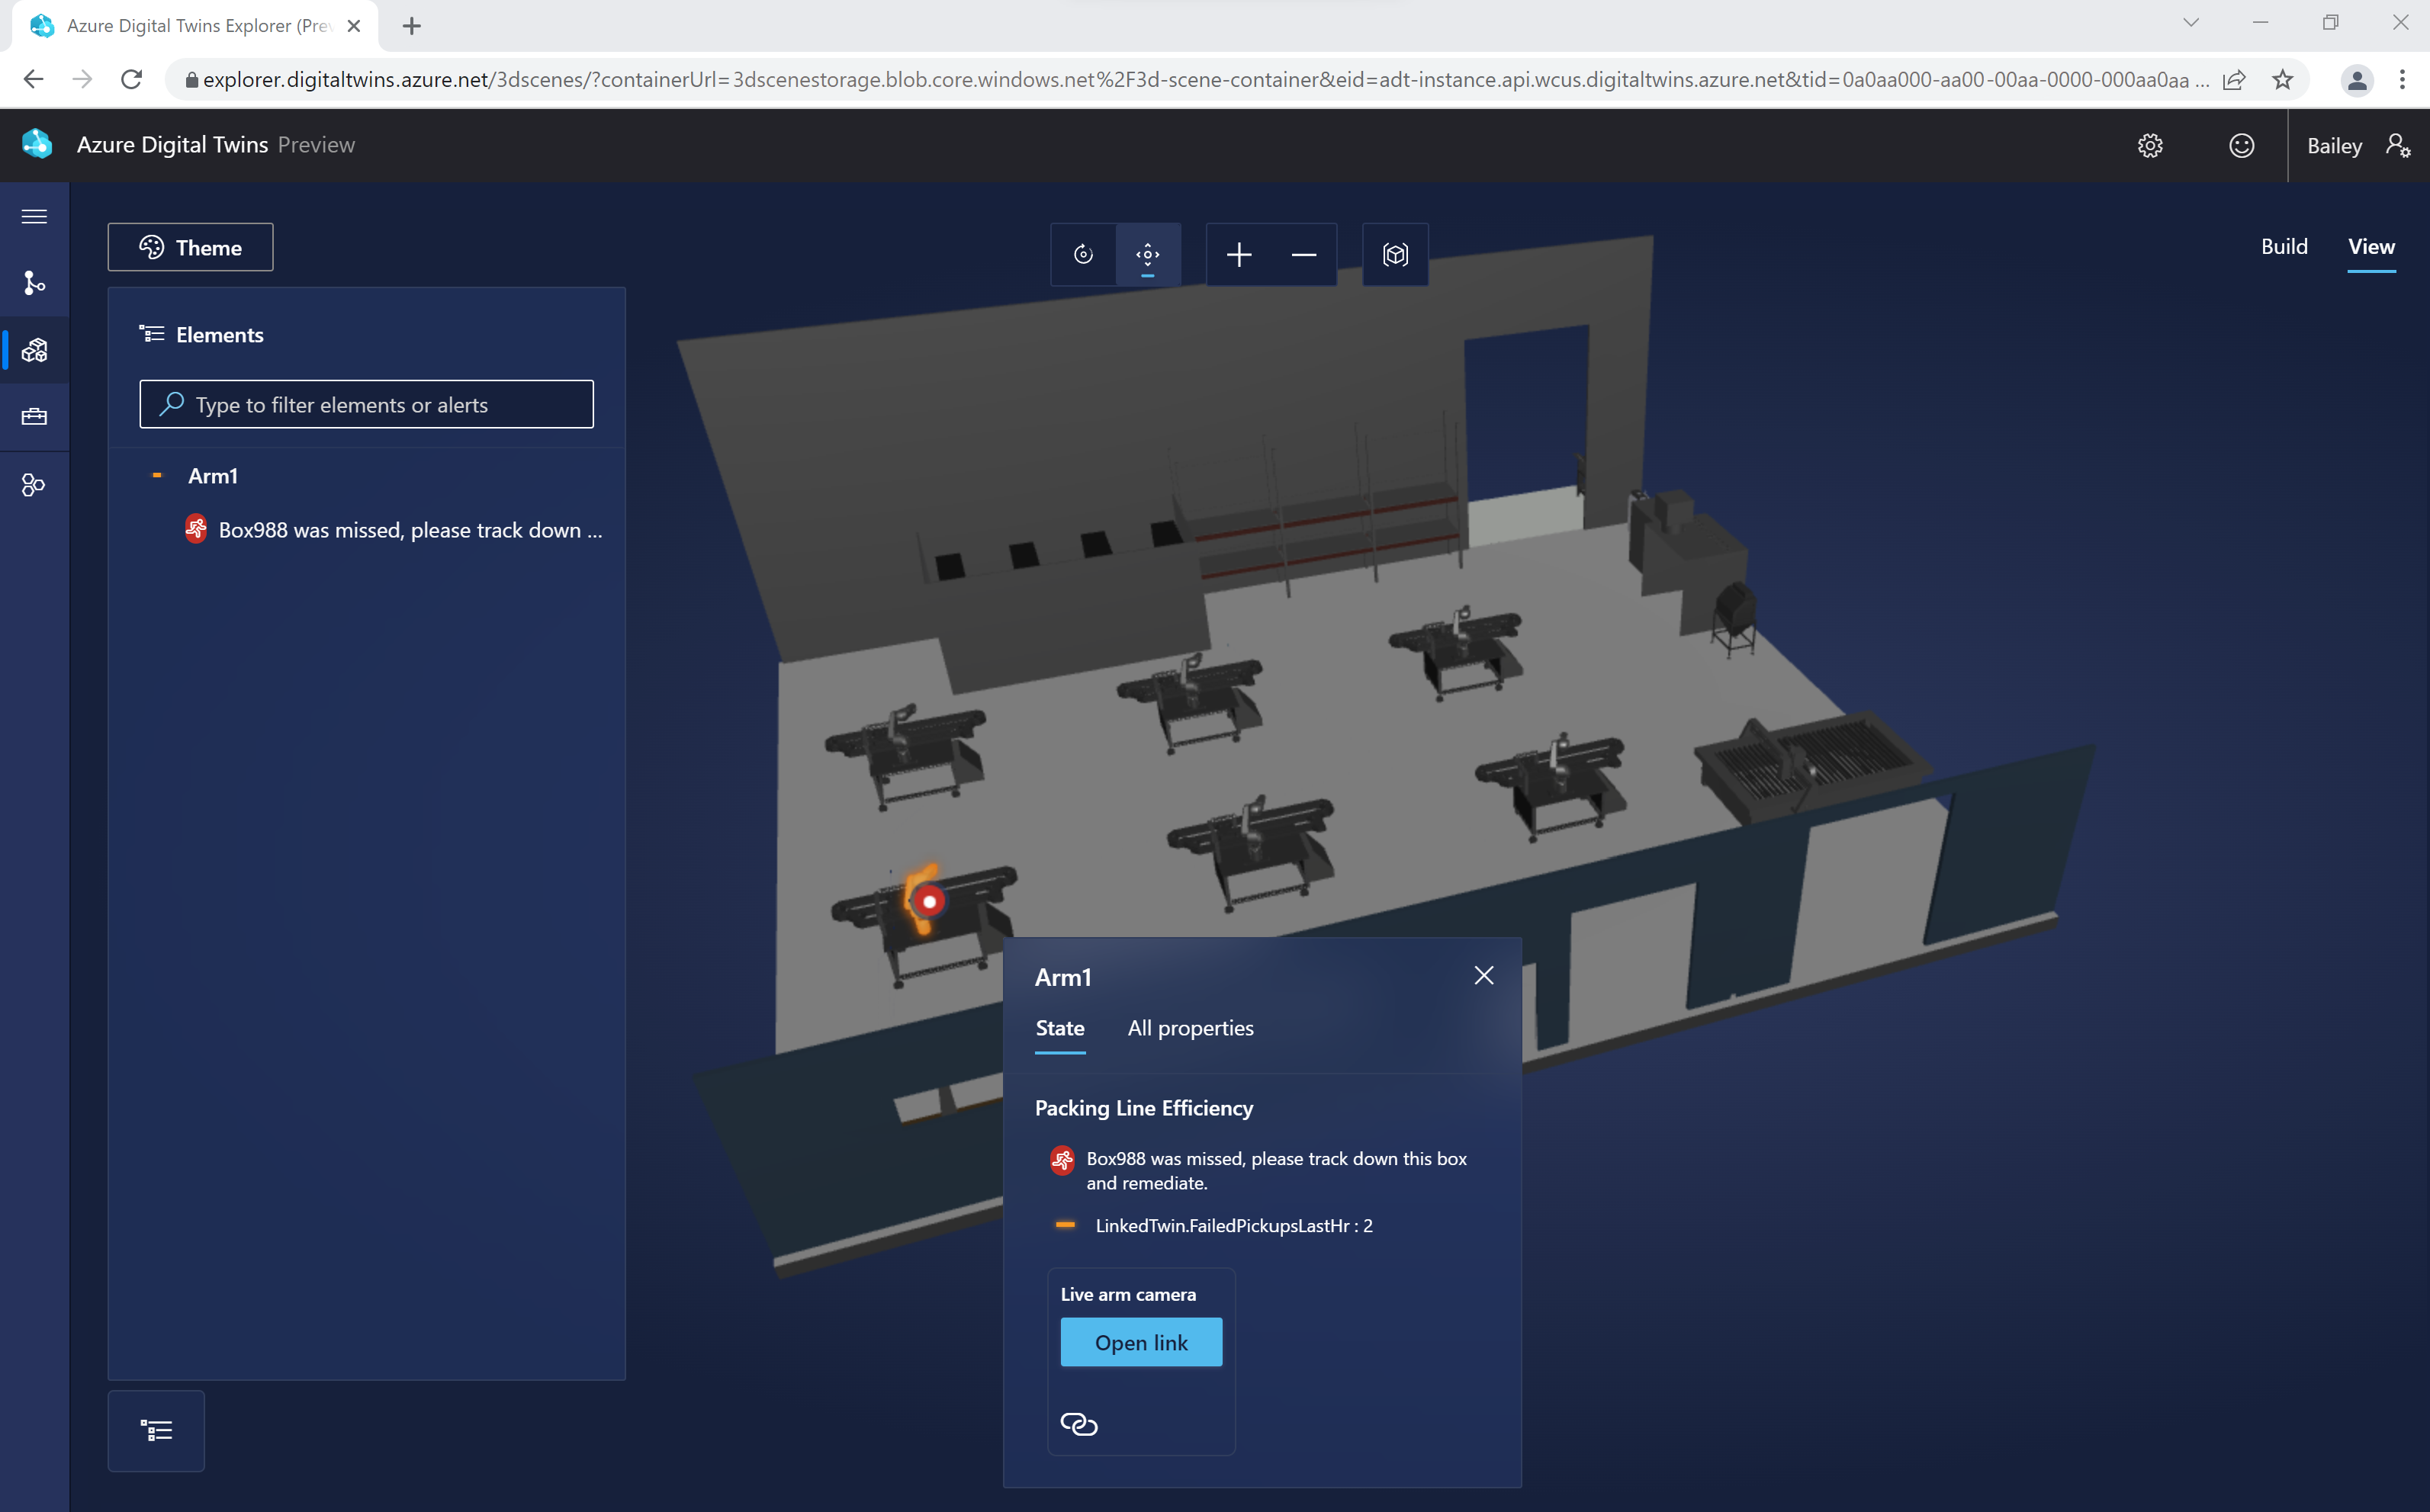 Azure Digital Twins Explorer (Pre
explorer.digitaltwins.azure.net/3dscenes/?containerUrl=3dscenestorage.blob.core.windows.net%2F3d-scene-container&eid=adt-instance.api.wcus.digitaltwins.azure.net&tid=0a0aa000-aa00-00aa-0000-000aa0aa ...
Azure Digital Twins Preview
Bailey
Theme
Build
View
Elements
Type to filter elements or alerts
Arm1
Box988 was missed, please track down ...
Arm1
State
All properties
Packing Line Efficiency
Box988 was missed, please track down this box
and remediate.
LinkedTwin.FailedPickupsLastHr : 2
Live arm camera
Open link